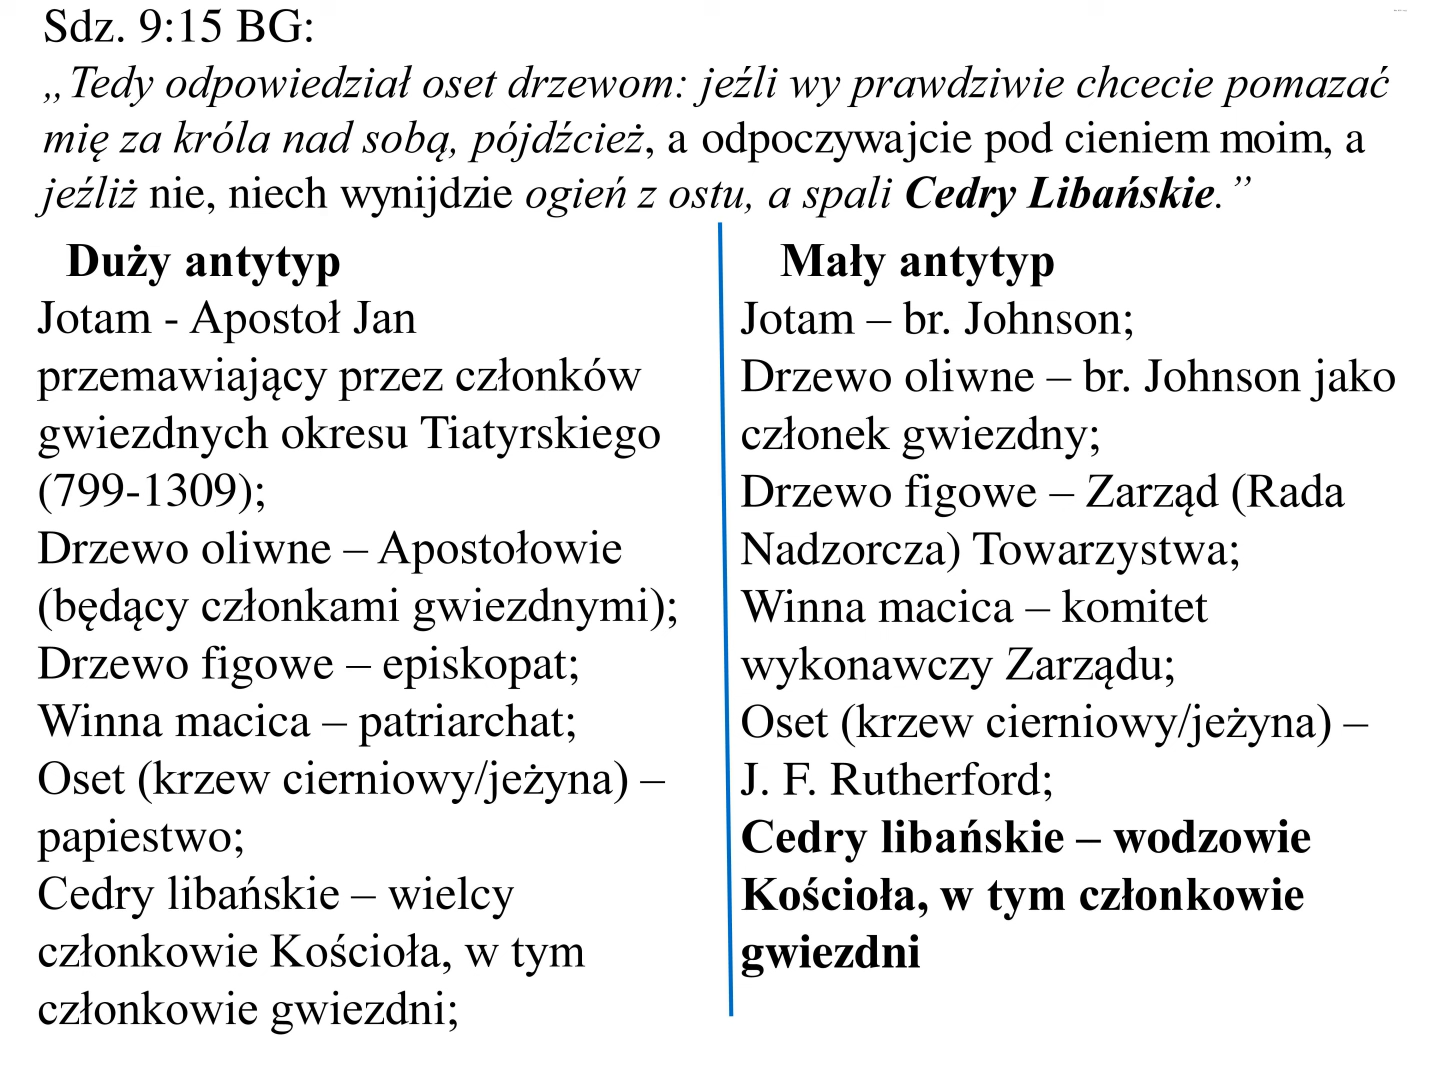 Sdz. 9:15 BG:
„Tedy odpowiedział oset drzewom: jeźli wy prawdziwie chcecie pomazać
mię za króla nad sobą, pójdźcież, a odpoczywajcie pod cieniem moim, a
jeźliż nie, niech wynijdzie ogień z ostu, a spali Cedry Libańskie.”
Duży antytyp
Jotam - Apostoł Jan
przemawiający przez członków
gwiezdnych okresu Tiatyrskiego
(799-1309);
Drzewo oliwne – Apostołowie
(będący członkami gwiezdnymi);
Drzewo figowe – episkopat;
Winna macica – patriarchat;
Oset (krzew cierniowy/jeżyna) –
papiestwo;
Cedry libańskie – wielcy
członkowie Kościoła, w tym
członkowie gwiezdni;
Mały antytyp
Jotam – br. Johnson;
Drzewo oliwne – br. Johnson jako
członek gwiezdny;
Drzewo figowe – Zarząd (Rada
Nadzorcza) Towarzystwa;
Winna macica – komitet
wykonawczy Zarządu;
Oset (krzew cierniowy/jeżyna) –
J. F. Rutherford;
Cedry libańskie – wodzowie
Kościoła, w tym członkowie
gwiezdni